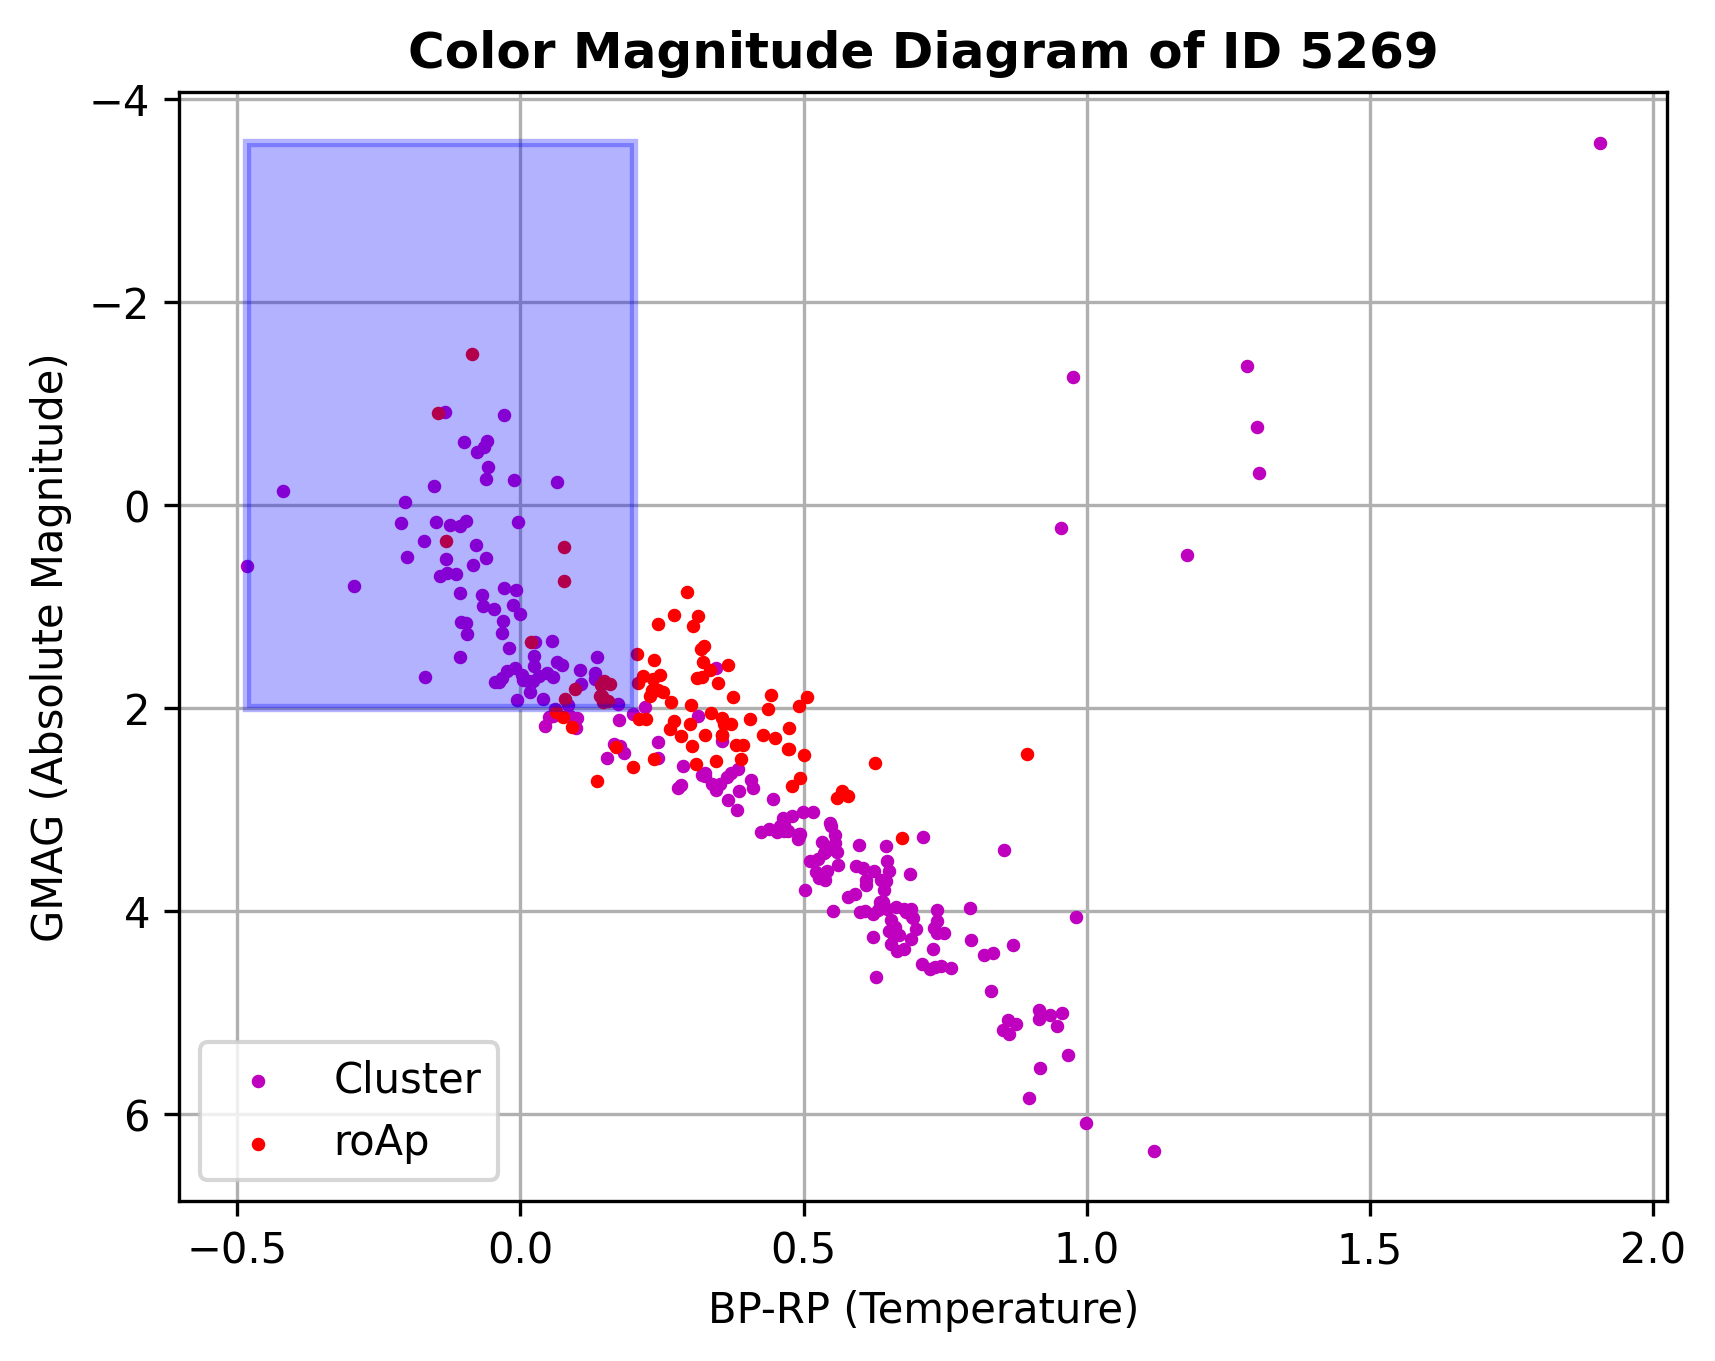 Color Magnitude Diagram of ID 5269
GMAG (Absolute Magnitude)
−4
−2
0
2
4
6
Cluster
roAp
−0.5 0.0 0.5 1.0 1.5 2.0
BP-RP (Temperature)